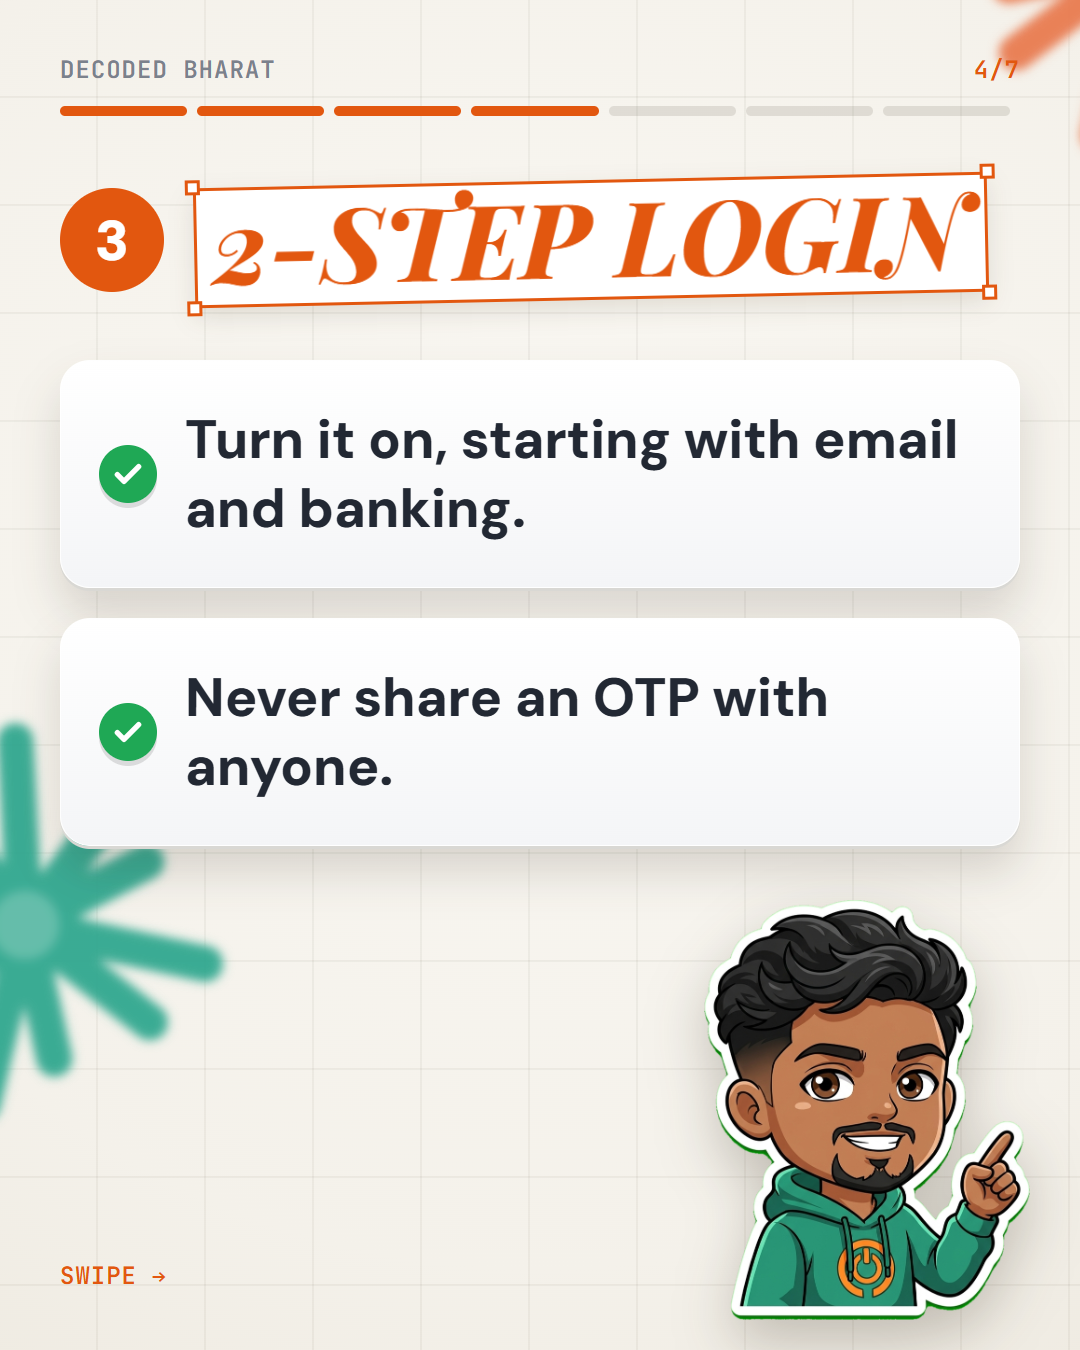 DECODED BHARAT
4/7
3
2-STEP LOGIN
Turn it on, starting with email
and banking.
Never share an OTP with
anyone.
SWIPE →